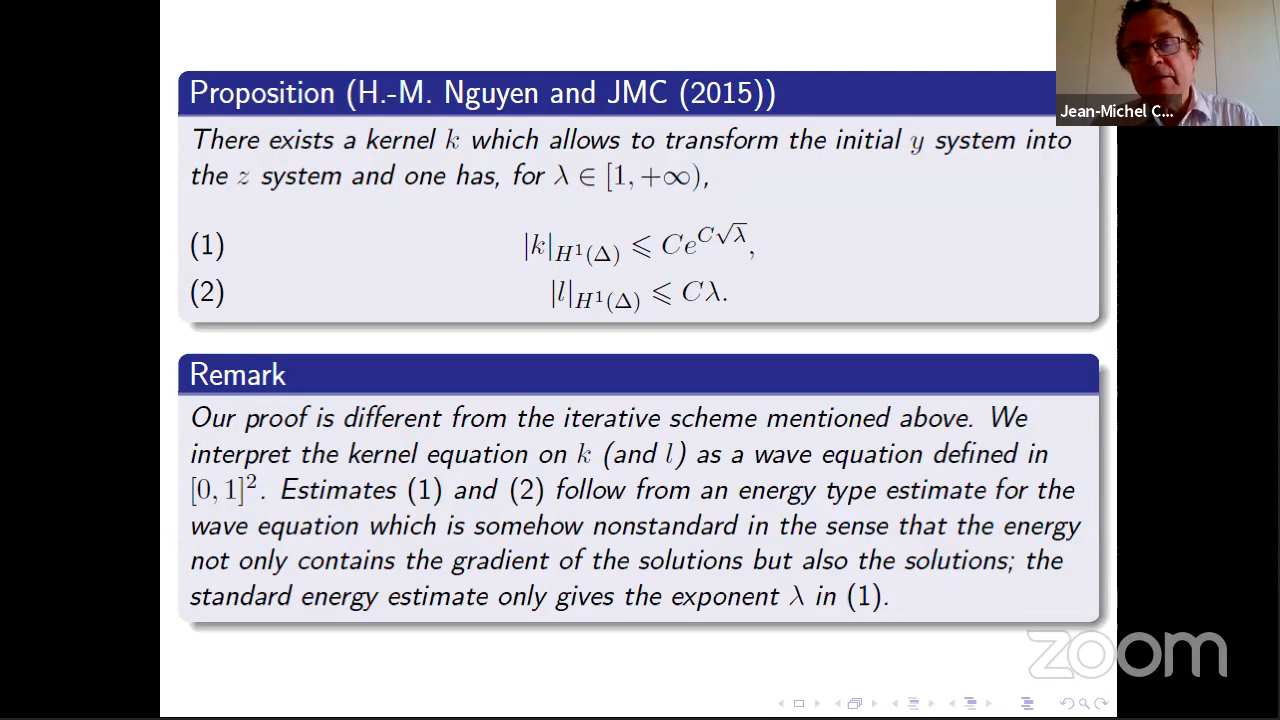 Proposition (H.-M. Nguyen and JMC (2015))
There exists a kernel k which allows to transform the initial y system into
the z system and one has, for λ ∈ [1, +∞),
(1) |k|_{H^1(Δ)} ⩽ Ce^{C√λ},
(2) |l|_{H^1(Δ)} ⩽ Cλ.
Remark
Our proof is different from the iterative scheme mentioned above. We
interpret the kernel equation on k (and l) as a wave equation defined in
[0, 1]^2. Estimates (1) and (2) follow from an energy type estimate for the
wave equation which is somehow nonstandard in the sense that the energy
not only contains the gradient of the solutions but also the solutions; the
standard energy estimate only gives the exponent λ in (1).
Jean-Michel C...
zoom